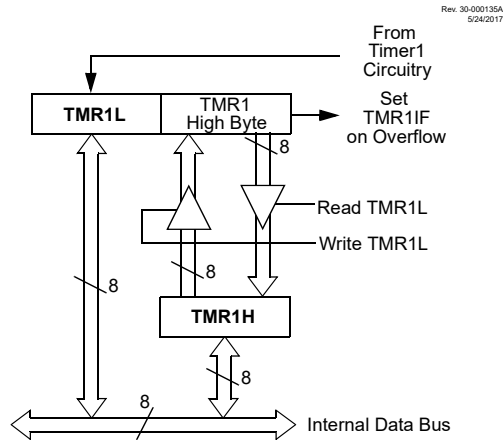 Rev. 30-000135A
5/24/2017
From
Timer1
Circuitry
TMR1L
TMR1
High Byte
Set
TMR1IF
on Overflow
8
Read TMR1L
Write TMR1L
8
8
TMR1H
8
8
Internal Data Bus